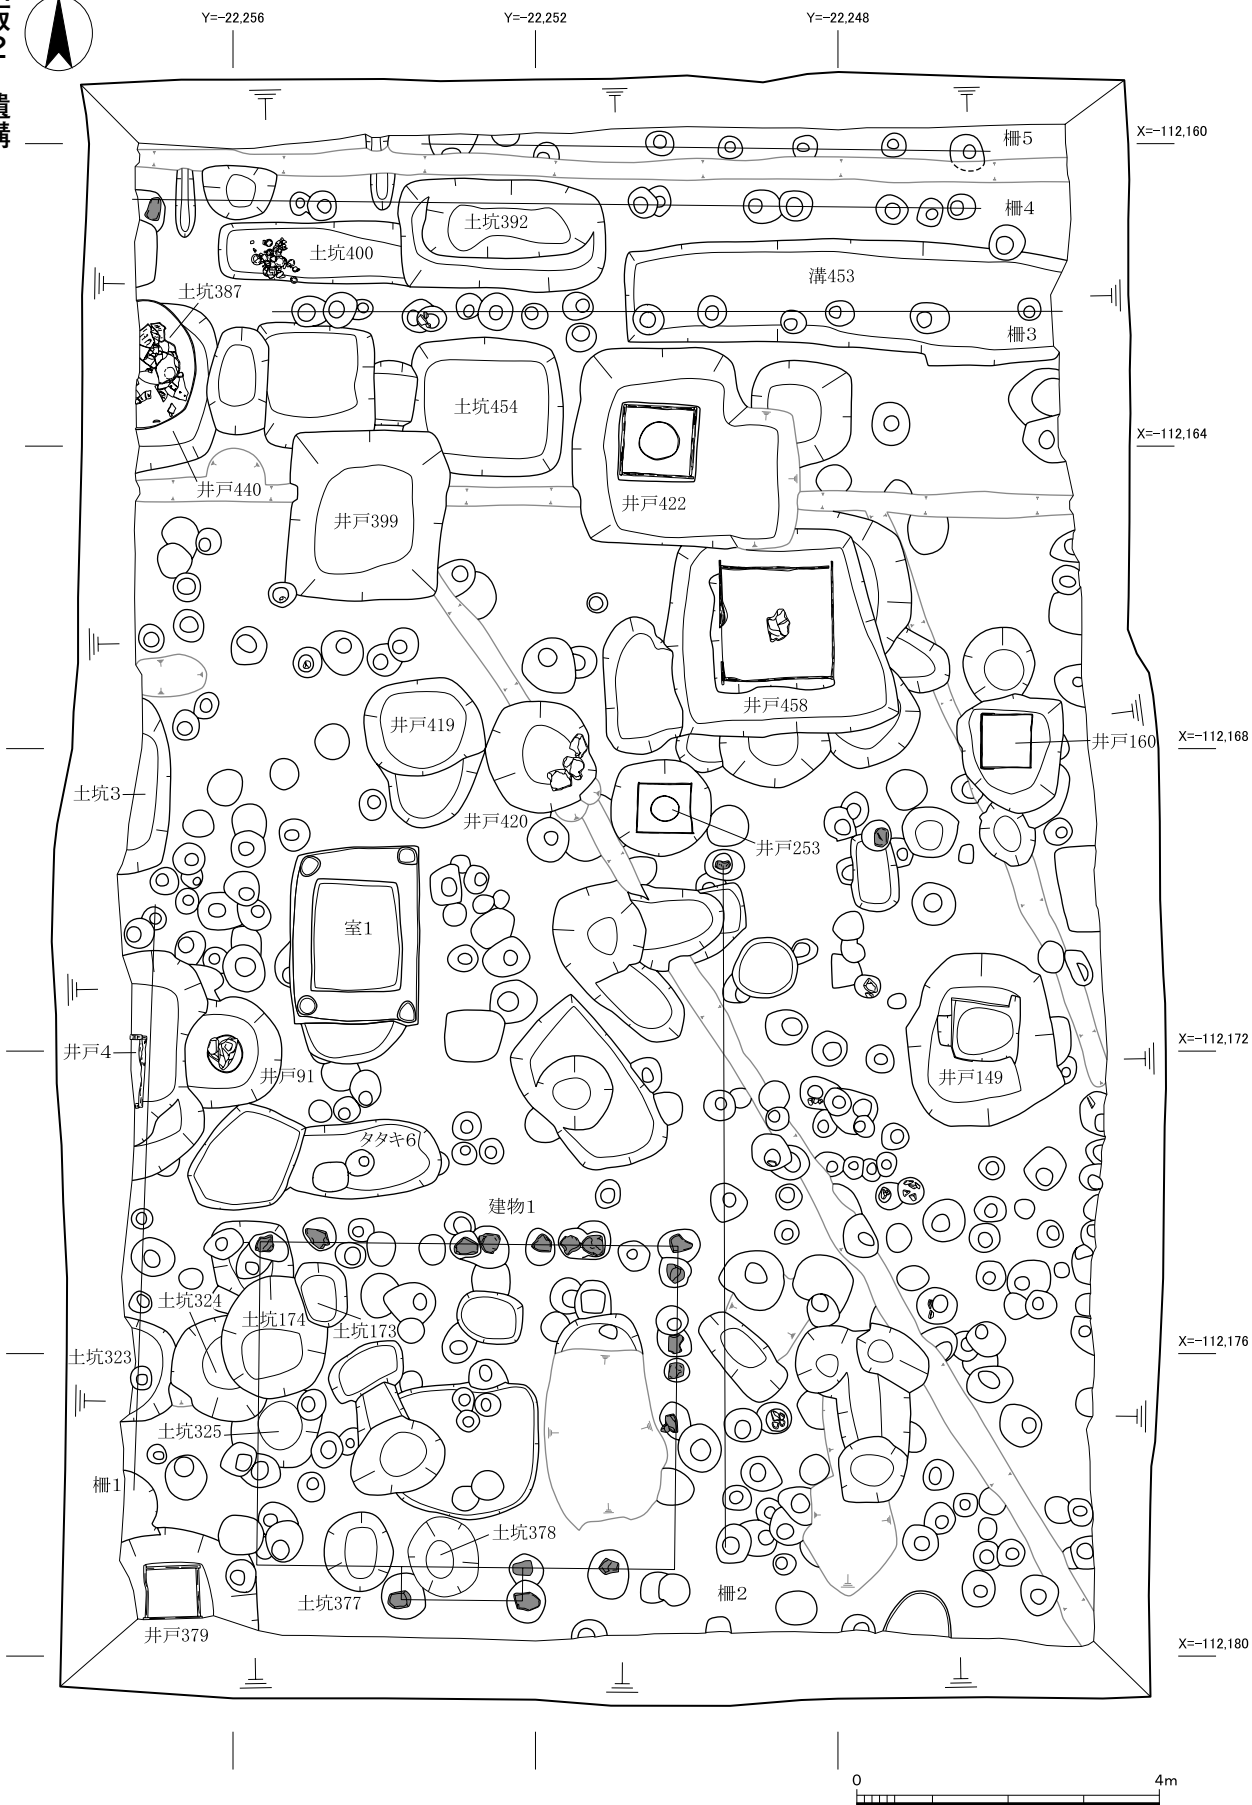 Y=-22,256
Y=-22,252
Y=-22,248
2 遺構
X=-112,160
柵5
柵4
土坑392
土坑400
溝453
土坑387
柵3
土坑454
X=-112,164
井戸440
井戸422
井戸399
井戸458
井戸419
井戸160
X=-112,168
土坑3
井戸420
井戸253
室1
X=-112,172
井戸4
井戸91
井戸149
タタキ6
建物1
土坑324
土坑174
土坑173
土坑323
X=-112,176
土坑325
柵1
土坑378
土坑377
柵2
井戸379
X=-112,180
0
4m